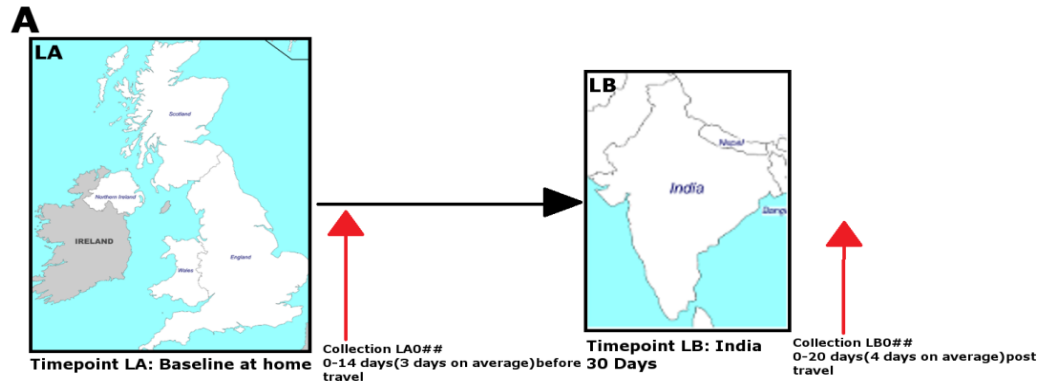 A
LA
Scotland
Northern Ireland
IRELAND
Wales
England
Timepoint LA: Baseline at home
Collection LA0##
0-14 days(3 days on average)before
travel
LB
Nepal
India
Bang
Timepoint LB: India
30 Days
Collection LB0##
0-20 days(4 days on average)post
travel